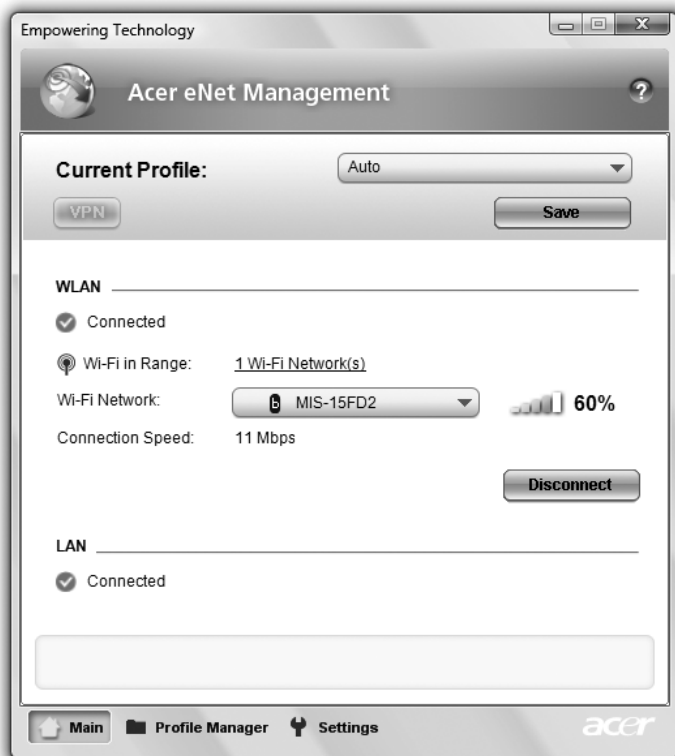 Empowering Technology
Acer eNet Management
?
Current Profile:
Auto
VPN
Save
WLAN
Connected
Wi-Fi in Range: 1 Wi-Fi Network(s)
Wi-Fi Network: b MIS-15FD2 60%
Connection Speed: 11 Mbps
Disconnect
LAN
Connected
Main Profile Manager Settings acer